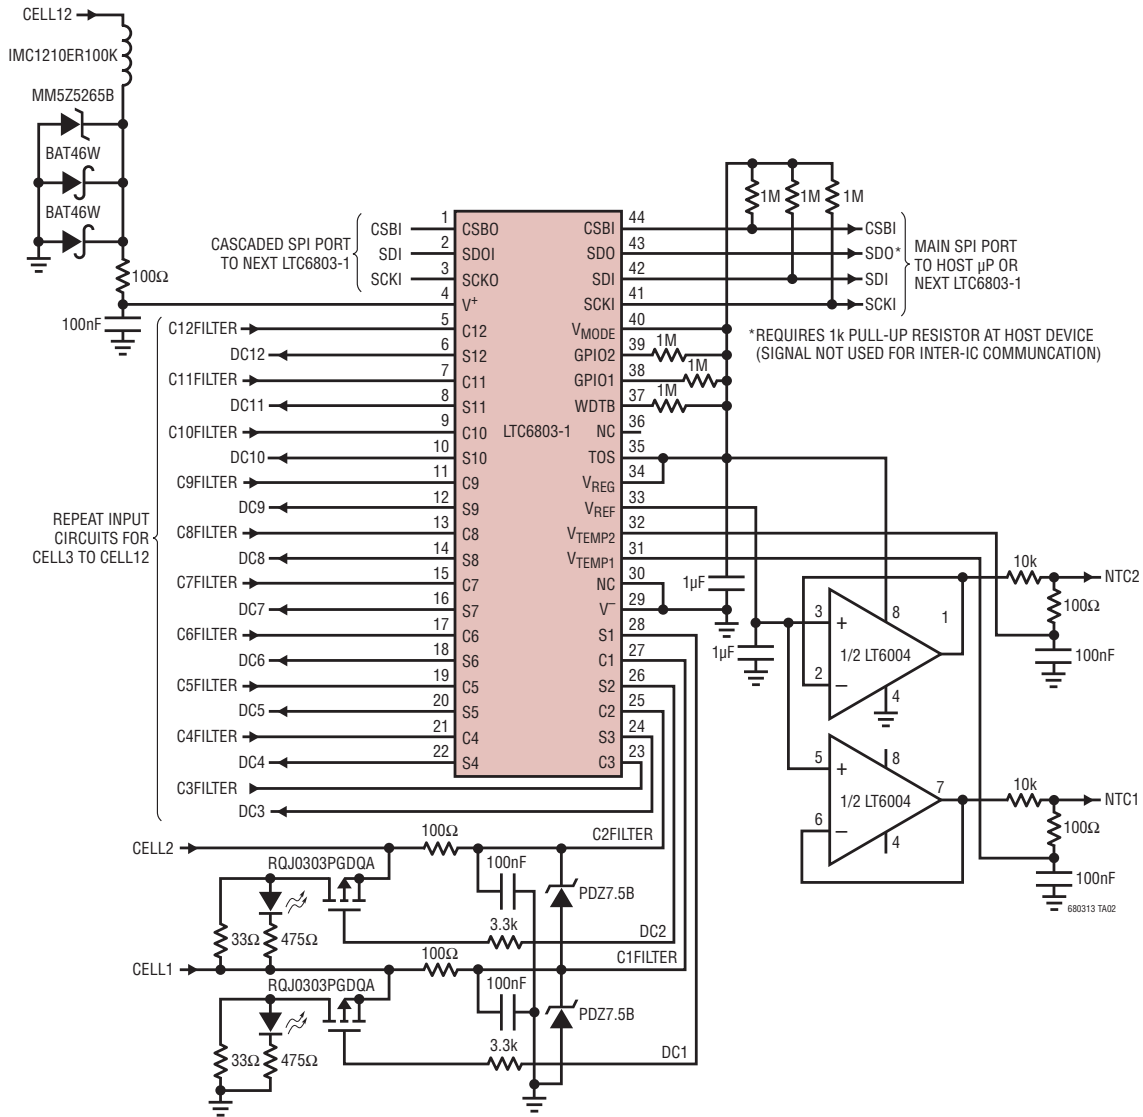 CELL12
IMC1210ER100K
MM5Z5265B
BAT46W
BAT46W
100Ω
100nF
CASCADED SPI PORT
TO NEXT LTC6803-1
CSBI
SDI
SCKI
REPEAT INPUT
CIRCUITS FOR
CELL3 TO CELL12
C12FILTER
DC12
C11FILTER
DC11
C10FILTER
DC10
C9FILTER
DC9
C8FILTER
DC8
C7FILTER
DC7
C6FILTER
DC6
C5FILTER
DC5
C4FILTER
DC4
C3FILTER
DC3
1 CSBO
2 SDOI
3 SCKO
4 V+
5 C12
6 S12
7 C11
8 S11
9 C10
10 S10
11 C9
12 S9
13 C8
14 S8
15 C7
16 S7
17 C6
18 S6
19 C5
20 S5
21 C4
22 S4
LTC6803-1
CSBI 44
SDO 43
SDI 42
SCKI 41
VMODE 40
GPIO2 39
GPIO1 38
WDTB 37
NC 36
TOS 35
VREG 34
VREF 33
VTEMP2 32
VTEMP1 31
NC 30
V– 29
S1 28
C1 27
S2 26
C2 25
S3 24
C3 23
1M 1M 1M
1M
1M
1M
CSBI
SDO*
SDI
SCKI
MAIN SPI PORT
TO HOST µP OR
NEXT LTC6803-1
*REQUIRES 1k PULL-UP RESISTOR AT HOST DEVICE
(SIGNAL NOT USED FOR INTER-IC COMMUNCATION)
1µF
1µF
3 + 8 1
1/2 LT6004
2 – 4
10k
NTC2
100Ω
100nF
5 + 8
1/2 LT6004 7
6 – 4
10k
NTC1
100Ω
100nF
680313 TA02
CELL2
100Ω
C2FILTER
RQJ0303PGDQA
100nF
PDZ7.5B
33Ω 475Ω
3.3k
DC2
CELL1
100Ω
C1FILTER
RQJ0303PGDQA
100nF
PDZ7.5B
33Ω 475Ω
3.3k
DC1